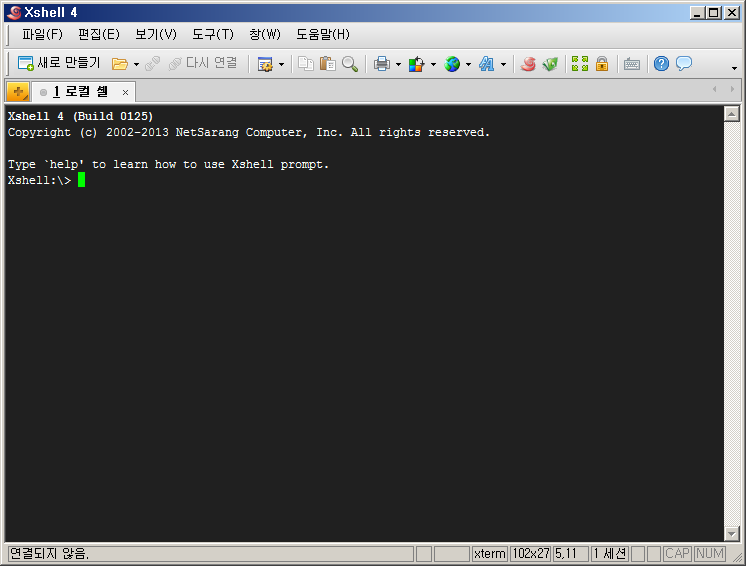 Xshell 4
파일(F) 편집(E) 보기(V) 도구(T) 창(W) 도움말(H)
새로 만들기 다시 연결
1 로컬 셸
Xshell 4 (Build 0125)
Copyright (c) 2002-2013 NetSarang Computer, Inc. All rights reserved.
Type `help' to learn how to use Xshell prompt.
Xshell:\>
연결되지 않음. xterm 102x27 5,11 1 세션 CAP NUM